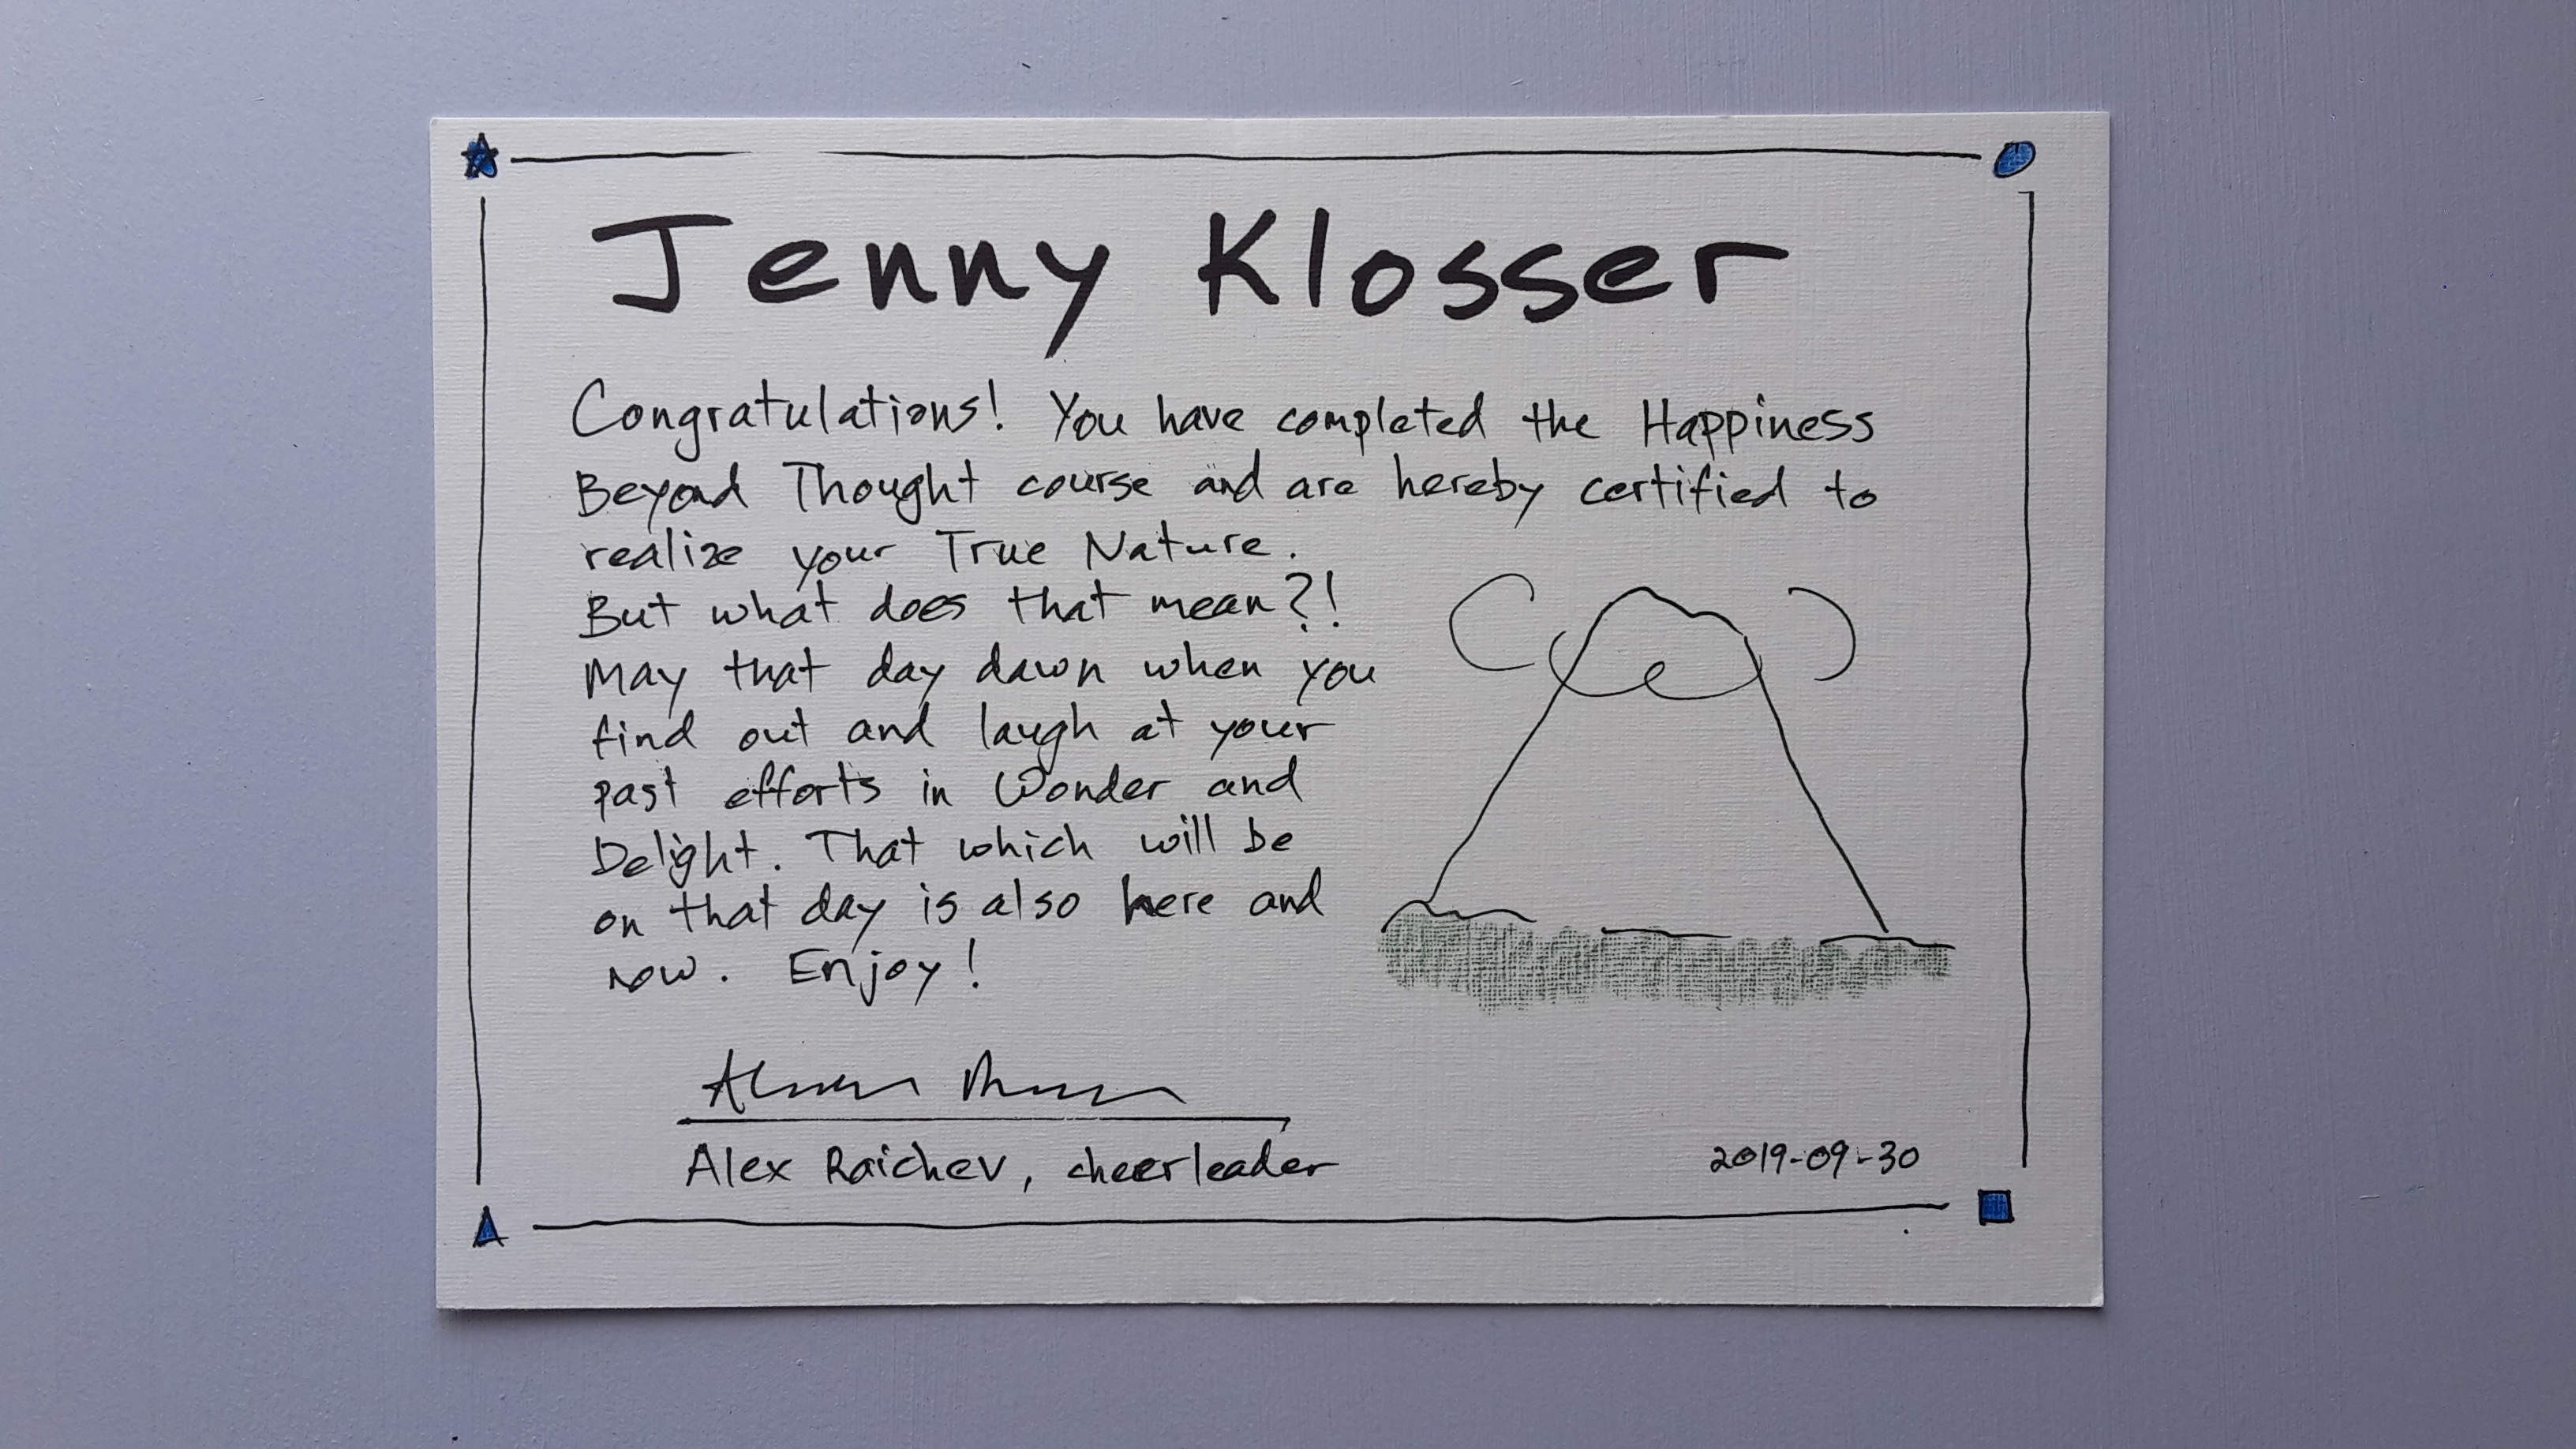 Jenny Klosser
Congratulations! You have completed the Happiness
Beyond Thought course and are hereby certified to
realize your True Nature.
But what does that mean?!
May that day dawn when you
find out and laugh at your
past efforts in Wonder and
Delight. That which will be
on that day is also here and
now. Enjoy!
Alex Raichev, cheerleader
2019-09-30